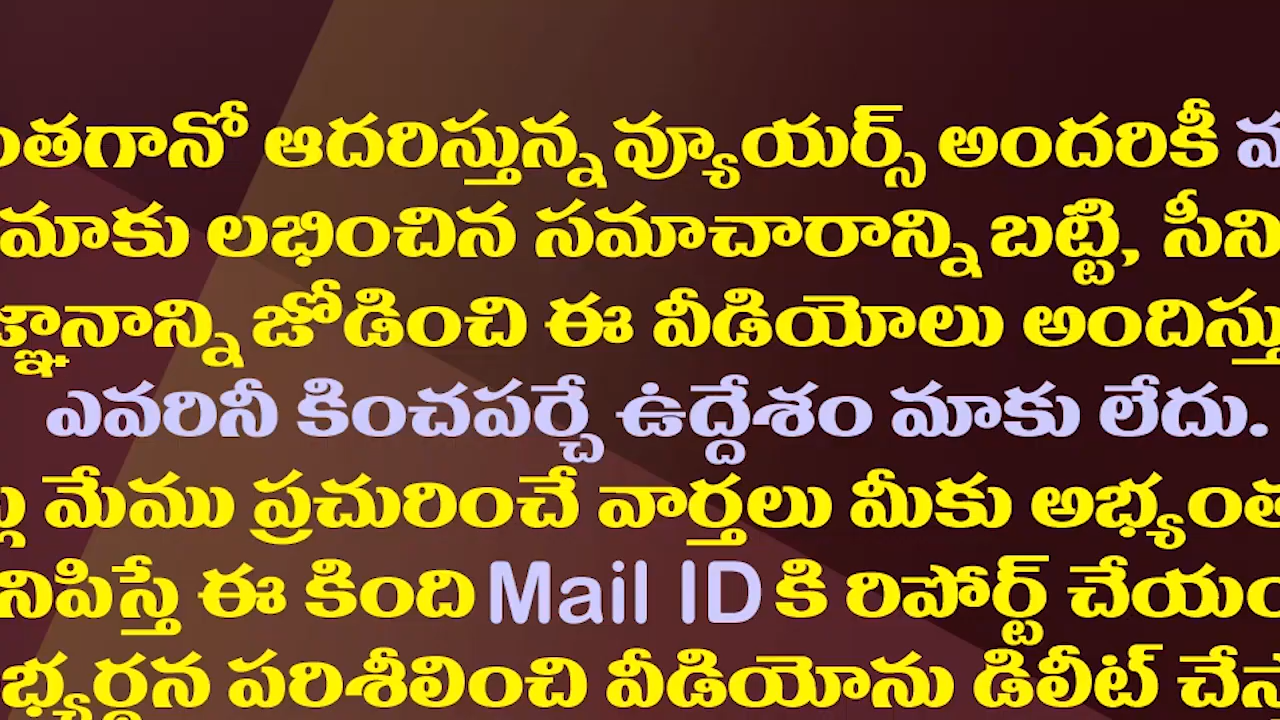 ఆదరిస్తున్న వ్యూయర్స్ అందరికీ
మాకు లభించిన సమాచారాన్ని బట్టి,
జోడించి ఈ వీడియోలు
ఎవరినీ కించపర్చే ఉద్దేశం మాకు లేదు.
మేము ప్రచురించే వార్తలు మీకు
ఈ కింది Mail ID కి రిపోర్ట్
పరిశీలించి వీడియోను డిలీట్